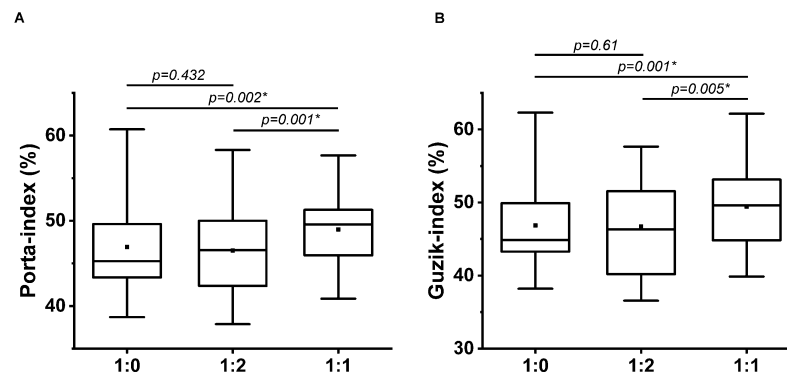 A
p=0.432
p=0.002*
p=0.001*
Porta-index (%)
60
50
40
1:0 1:2 1:1
B
p=0.61
p=0.001*
p=0.005*
Guzik-index (%)
60
50
40
30
1:0 1:2 1:1